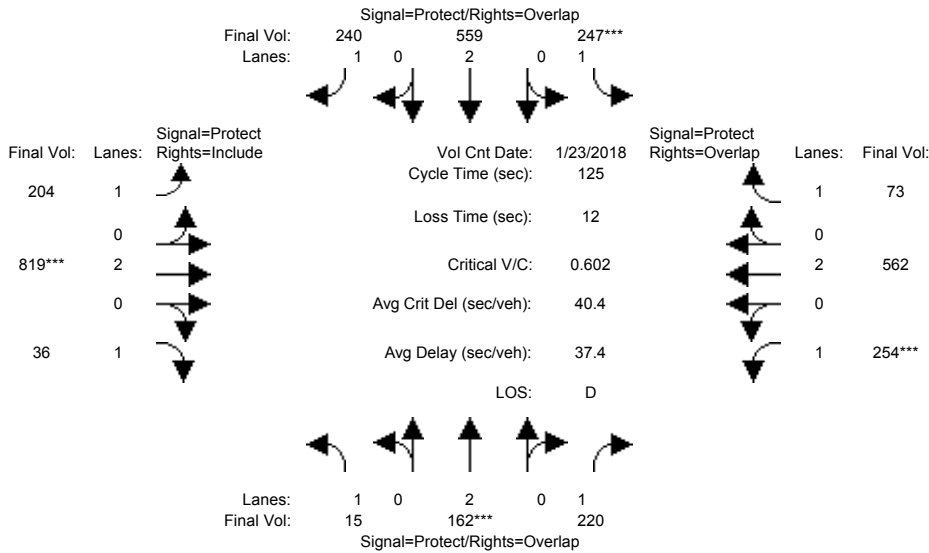 Signal=Protect/Rights=Overlap
Final Vol: 240 559 247***
Lanes: 1 0 2 0 1
Signal=Protect Signal=Protect
Final Vol: Lanes: Rights=Include Vol Cnt Date: 1/23/2018 Rights=Overlap Lanes: Final Vol:
Cycle Time (sec): 125
204 1 1 73
Loss Time (sec): 12
0 0
819*** 2 Critical V/C: 0.602 2 562
0 Avg Crit Del (sec/veh): 40.4 0
36 1 Avg Delay (sec/veh): 37.4 1 254***
LOS: D
Lanes: 1 0 2 0 1
Final Vol: 15 162*** 220
Signal=Protect/Rights=Overlap